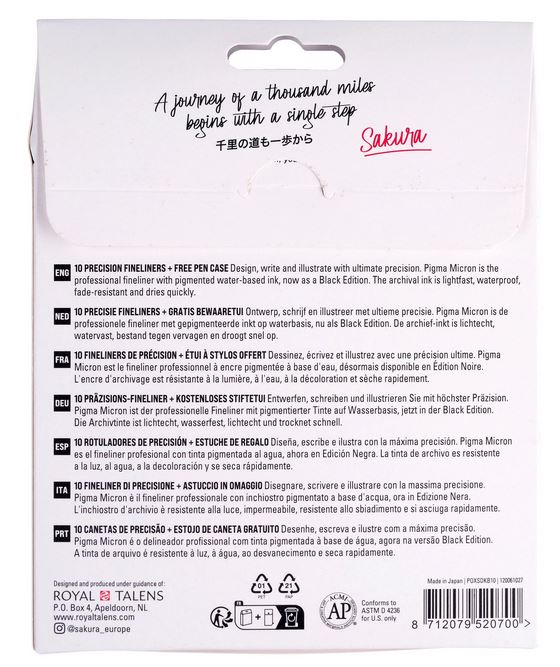 A journey of a thousand miles
begins with a single step
千里の道も一歩から
Sakura
ENG 10 PRECISION FINELINERS + FREE PEN CASE Design, write and illustrate with ultimate precision. Pigma Micron is the
professional fineliner with pigmented water-based ink, now as a Black Edition. The archival ink is lightfast, waterproof,
fade-resistant and dries quickly.
NED 10 PRECISIE FINELINERS + GRATIS BEWAARETUI Ontwerp, schrijf en illustreer met ultieme precisie. Pigma Micron is de
professionele fineliner met gepigmenteerde inkt op waterbasis, nu als Black Edition. De archief-inkt is lichtecht,
watervast, bestand tegen vervagen en droogt snel op.
FRA 10 FINELINERS DE PRÉCISION + ÉTUI À STYLOS OFFERT Dessinez, écrivez et illustrez avec une précision ultime. Pigma
Micron est le fineliner professionnel à encre pigmentée à base d'eau, désormais disponible en Édition Noire.
L'encre d'archivage est résistante à la lumière, à l'eau, à la décoloration et sèche rapidement.
DEU 10 PRÄZISIONS-FINELINER + KOSTENLOSES STIFTETUI Entwerfen, schreiben und illustrieren Sie mit höchster Präzision.
Pigma Micron ist der professionelle Fineliner mit pigmentierter Tinte auf Wasserbasis, jetzt in der Black Edition.
Die Archivtinte ist lichtecht, wasserfest, lichtecht und trocknet schnell.
ESP 10 ROTULADORES DE PRECISIÓN + ESTUCHE DE REGALO Diseña, escribe e ilustra con la máxima precisión. Pigma Micron
es el fineliner profesional con tinta pigmentada al agua, ahora en Edición Negra. La tinta de archivo es resistente
a la luz, al agua, a la decoloración y se seca rápidamente.
ITA 10 FINELINER DI PRECISIONE + ASTUCCIO IN OMAGGIO Disegnare, scrivere e illustrare con la massima precisione.
Pigma Micron è il fineliner professionale con inchiostro pigmentato a base d'acqua, ora in Edizione Nera.
L'inchiostro d'archivio è resistente alla luce, impermeabile, resistente allo sbiadimento e si asciuga rapidamente.
PRT 10 CANETAS DE PRECISÃO + ESTOJO DE CANETA GRATUITO Desenhe, escreva e ilustre com a máxima precisão.
Pigma Micron é o delineador profissional com tinta pigmentada à base de água, agora na versão Black Edition.
A tinta de arquivo é resistente à luz, à água, ao desvanecimento e seca rapidamente.
Designed and produced under guidance of:
ROYAL TALENS
P.O. Box 4, Apeldoorn, NL
www.royaltalens.com
@sakura_europe
01 PET
21 PAP
FR
ACMI
AP
Conforms to
ASTM D 4236
for U.S. only
Made in Japan | POXSDKB10 | 120061027
8 712079 520700 >